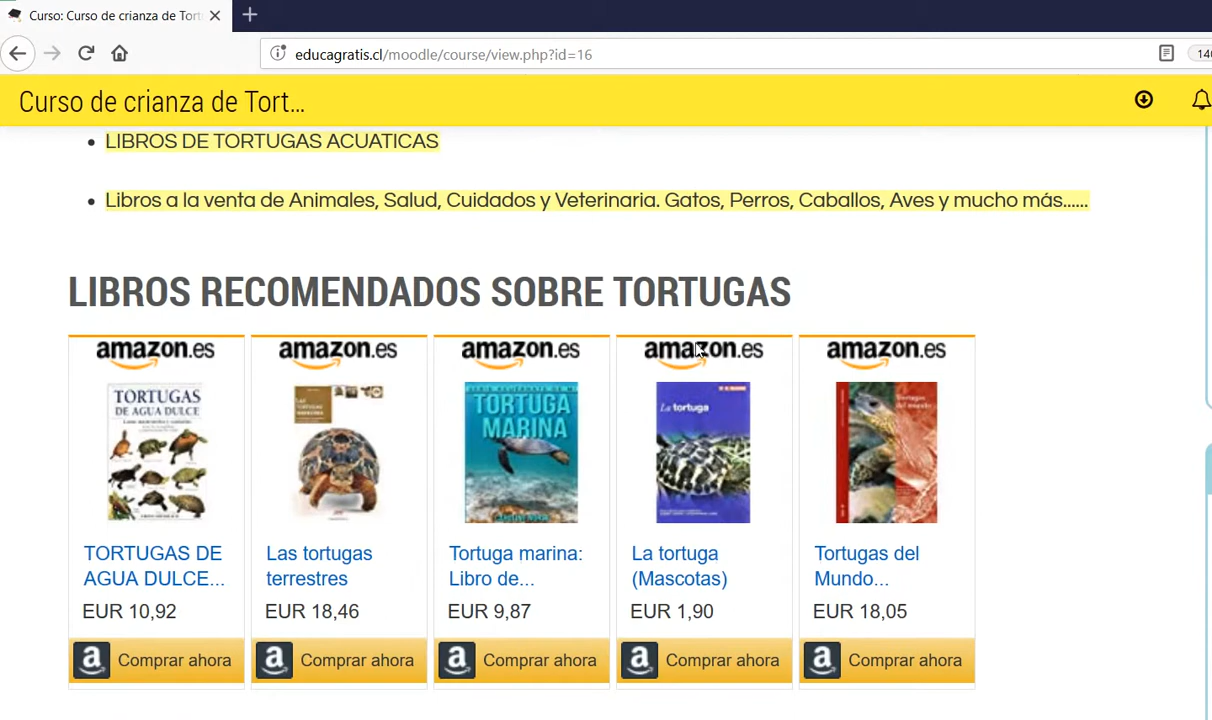 Curso: Curso de crianza de Tort
educagratis.cl/moodle/course/view.php?id=16
140
Curso de crianza de Tort...
LIBROS DE TORTUGAS ACUATICAS
Libros a la venta de Animales, Salud, Cuidados y Veterinaria. Gatos, Perros, Caballos, Aves y mucho más......
LIBROS RECOMENDADOS SOBRE TORTUGAS
amazon.es amazon.es amazon.es amazon.es amazon.es
TORTUGAS
DE AGUA DULCE
TORTUGA
MARINA
La tortuga
Tortugas
del mundo
TORTUGAS DE Las tortugas Tortuga marina: La tortuga Tortugas del
AGUA DULCE... terrestres Libro de... (Mascotas) Mundo...
EUR 10,92 EUR 18,46 EUR 9,87 EUR 1,90 EUR 18,05
Comprar ahora Comprar ahora Comprar ahora Comprar ahora Comprar ahora